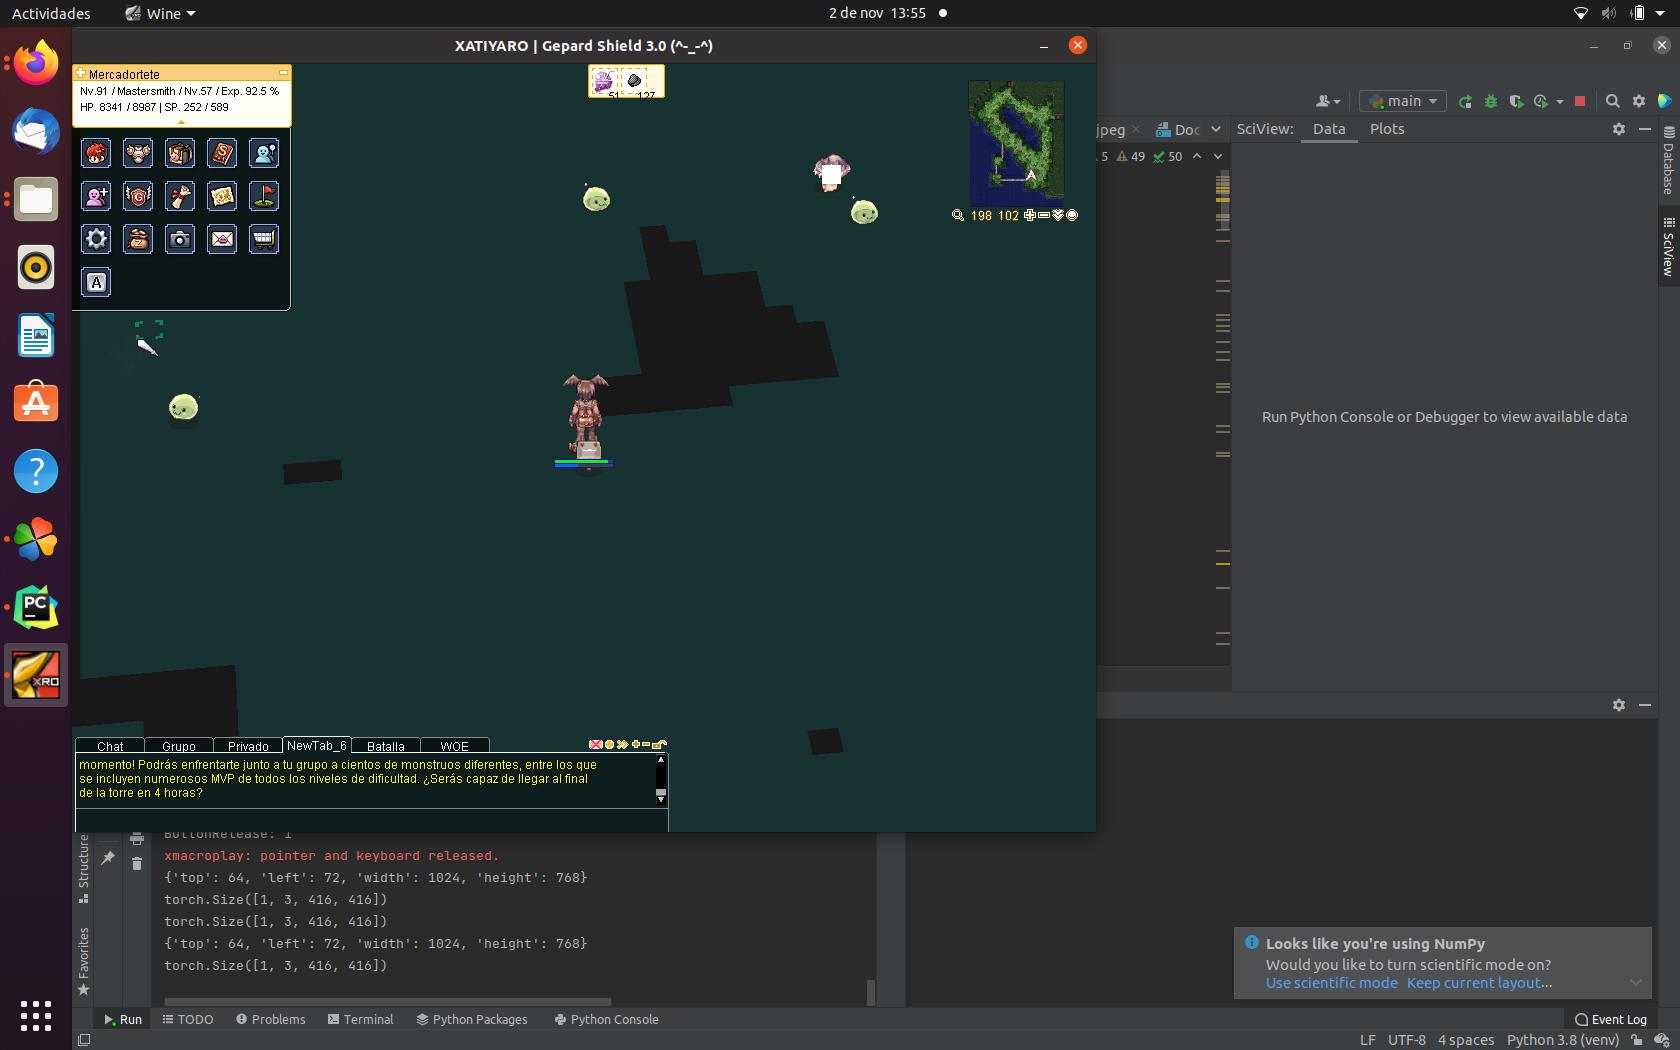 Actividades
Wine
2 de nov 13:55
XATIYARO | Gepard Shield 3.0 (^-_-^)
Mercadortete
Nv.91 / Mastersmith / Nv.57 / Exp. 92.5 %
HP. 8341 / 8987 | SP. 252 / 589
51
127
198 102
main
jpeg
Doc
SciView:
Data
Plots
5
49
50
Database
SciView
Run Python Console or Debugger to view available data
A
PC
XRO
Chat
Grupo
Privado
NewTab_6
Batalla
WOE
momento! Podrás enfrentarte junto a tu grupo a cientos de monstruos diferentes, entre los que
se incluyen numerosos MVP de todos los niveles de dificultad. ¿Serás capaz de llegar al final
de la torre en 4 horas?
ButtonRelease: 1
xmacroplay: pointer and keyboard released.
{'top': 64, 'left': 72, 'width': 1024, 'height': 768}
torch.Size([1, 3, 416, 416])
torch.Size([1, 3, 416, 416])
{'top': 64, 'left': 72, 'width': 1024, 'height': 768}
torch.Size([1, 3, 416, 416])
Structure
Favorites
Looks like you're using NumPy
Would you like to turn scientific mode on?
Use scientific mode Keep current layout...
Run
TODO
Problems
Terminal
Python Packages
Python Console
Event Log
LF UTF-8 4 spaces Python 3.8 (venv)